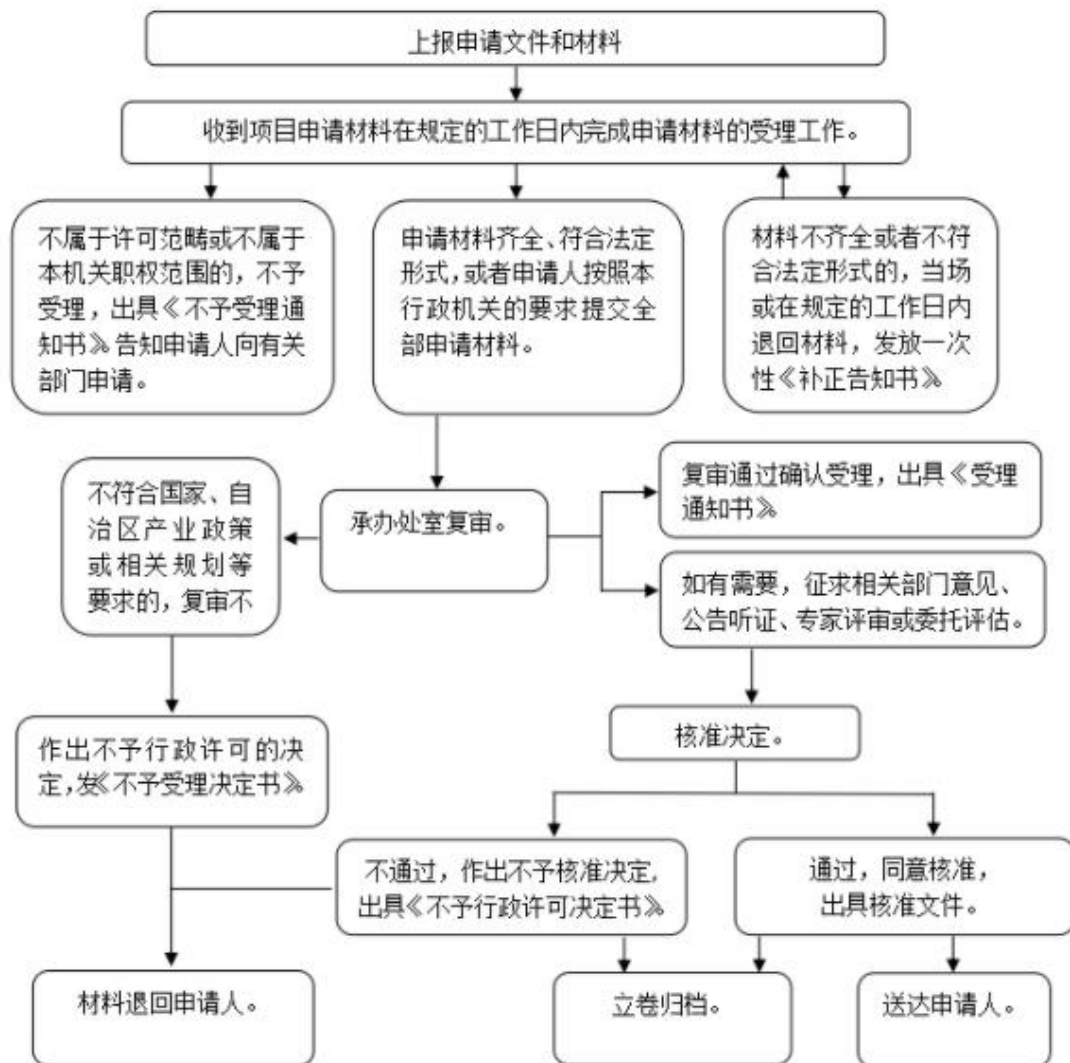 上报申请文件和材料
收到项目申请材料在规定的工作日内完成申请材料的受理工作。
不属于许可范畴或不属于
本机关职权范围的，不予
受理，出具《不予受理通
知书》告知申请人向有关
部门申请。
申请材料齐全、符合法定
形式，或者申请人按照本
行政机关的要求提交全
部申请材料。
材料不齐全或者不符
合法定形式的，当场
或在规定的工作日内
退回材料，发放一次
性《补正告知书》
不符合国家、自
治区产业政策
或相关规划等
要求的，复审不
承办处室复审。
复审通过确认受理，出具《受理
通知书》
如有需要，征求相关部门意见、
公告听证、专家评审或委托评估。
作出不予行政许可的决
定，发《不予受理决定书》
核准决定。
不通过，作出不予核准决定，
出具《不予行政许可决定书》
通过，同意核准，
出具核准文件。
材料退回申请人。
立卷归档。
送达申请人。